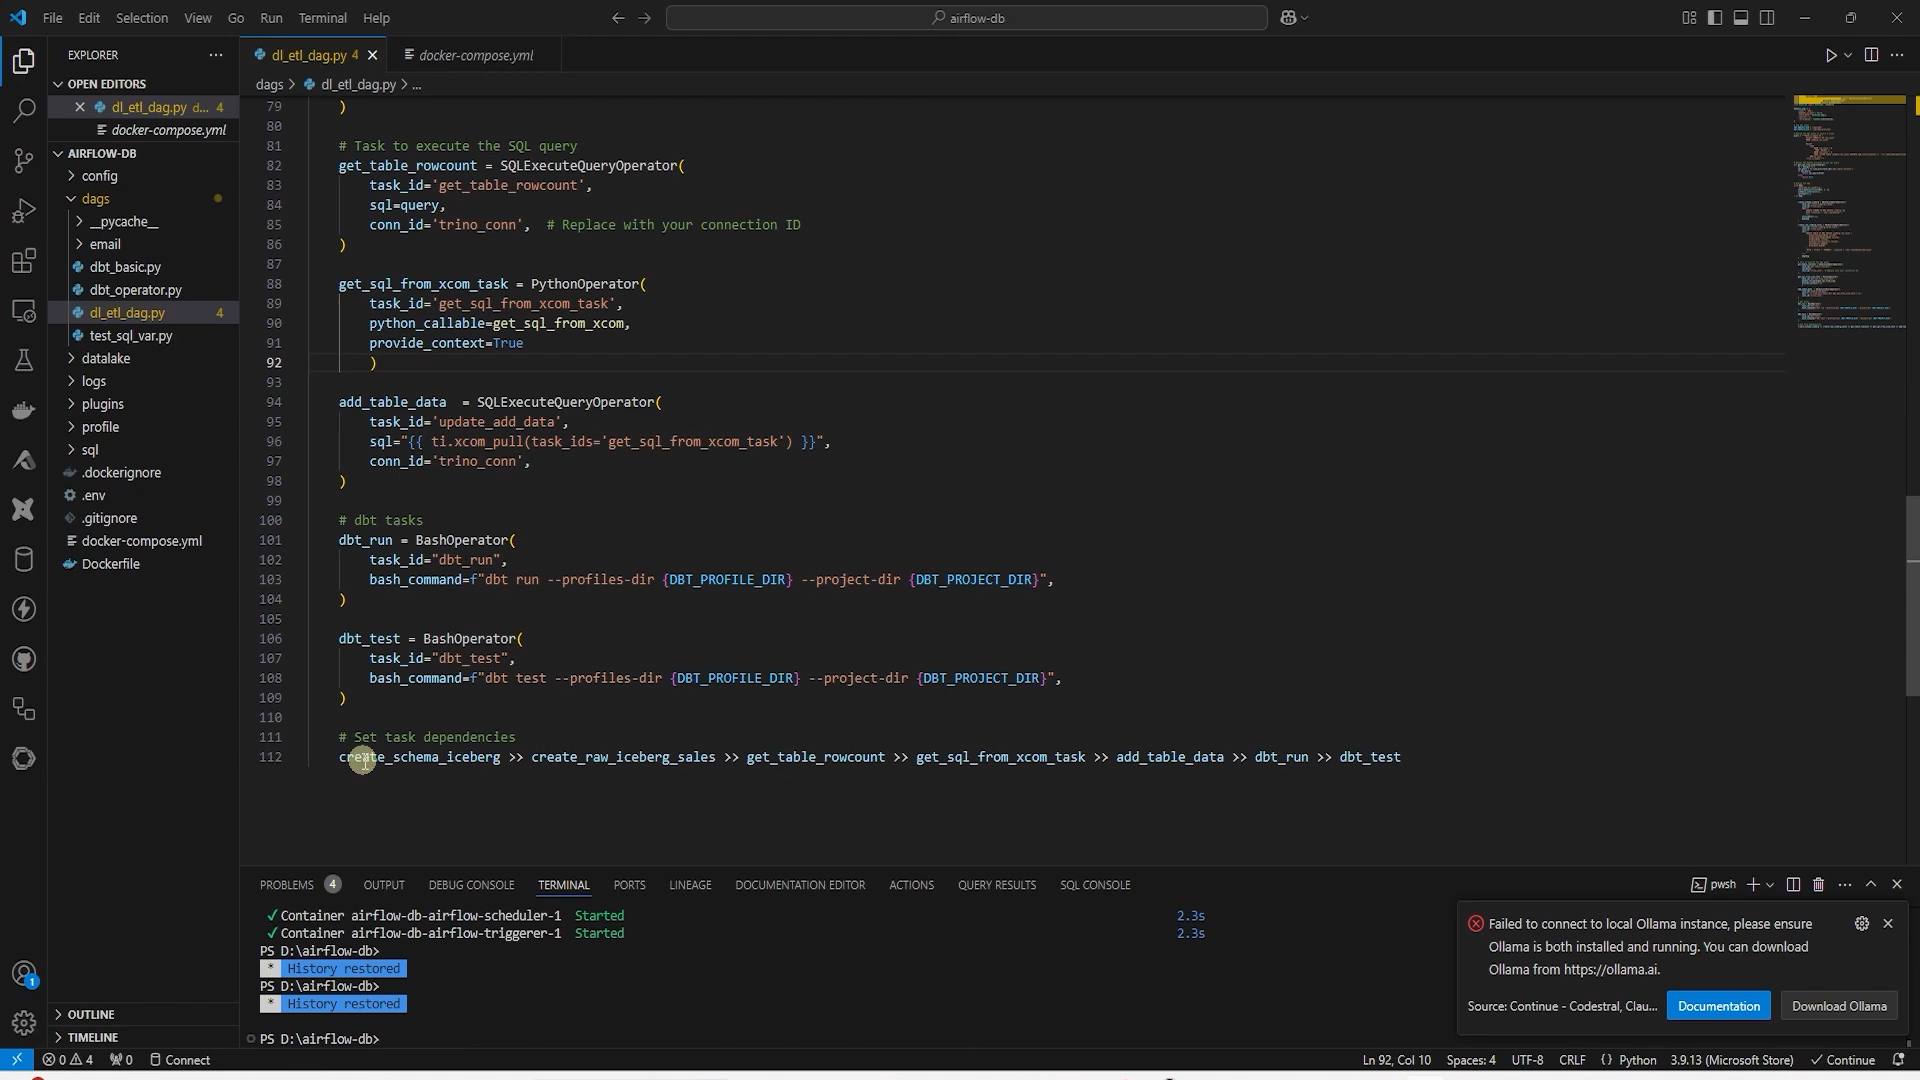 File Edit Selection View Go Run Terminal Help
airflow-db
EXPLORER
OPEN EDITORS
dl_etl_dag.py d... 4
docker-compose.yml
AIRFLOW-DB
config
dags
__pycache__
email
dbt_basic.py
dbt_operator.py
dl_etl_dag.py 4
test_sql_var.py
datalake
logs
plugins
profile
sql
.dockerignore
.env
.gitignore
docker-compose.yml
Dockerfile
OUTLINE
TIMELINE
dl_etl_dag.py 4
docker-compose.yml
dags > dl_etl_dag.py > ...
79 )
80
81 # Task to execute the SQL query
82 get_table_rowcount = SQLExecuteQueryOperator(
83 task_id='get_table_rowcount',
84 sql=query,
85 conn_id='trino_conn', # Replace with your connection ID
86 )
87
88 get_sql_from_xcom_task = PythonOperator(
89 task_id='get_sql_from_xcom_task',
90 python_callable=get_sql_from_xcom,
91 provide_context=True
92 )
93
94 add_table_data = SQLExecuteQueryOperator(
95 task_id='update_add_data',
96 sql="{{ ti.xcom_pull(task_ids='get_sql_from_xcom_task') }}",
97 conn_id='trino_conn',
98 )
99
100 # dbt tasks
101 dbt_run = BashOperator(
102 task_id="dbt_run",
103 bash_command=f"dbt run --profiles-dir {DBT_PROFILE_DIR} --project-dir {DBT_PROJECT_DIR}",
104 )
105
106 dbt_test = BashOperator(
107 task_id="dbt_test",
108 bash_command=f"dbt test --profiles-dir {DBT_PROFILE_DIR} --project-dir {DBT_PROJECT_DIR}",
109 )
110
111 # Set task dependencies
112 create_schema_iceberg >> create_raw_iceberg_sales >> get_table_rowcount >> get_sql_from_xcom_task >> add_table_data >> dbt_run >> dbt_test
PROBLEMS 4 OUTPUT DEBUG CONSOLE TERMINAL PORTS LINEAGE DOCUMENTATION EDITOR ACTIONS QUERY RESULTS SQL CONSOLE
pwsh
✓ Container airflow-db-airflow-scheduler-1 Started 2.3s
✓ Container airflow-db-airflow-triggerer-1 Started 2.3s
PS D:\airflow-db>
* History restored
PS D:\airflow-db>
* History restored
PS D:\airflow-db>
Failed to connect to local Ollama instance, please ensure
Ollama is both installed and running. You can download
Ollama from https://ollama.ai.
Source: Continue - Codestral, Clau...
Documentation
Download Ollama
1
0 4 0 Connect
Ln 92, Col 10 Spaces: 4 UTF-8 CRLF {} Python 3.9.13 (Microsoft Store) ✓ Continue